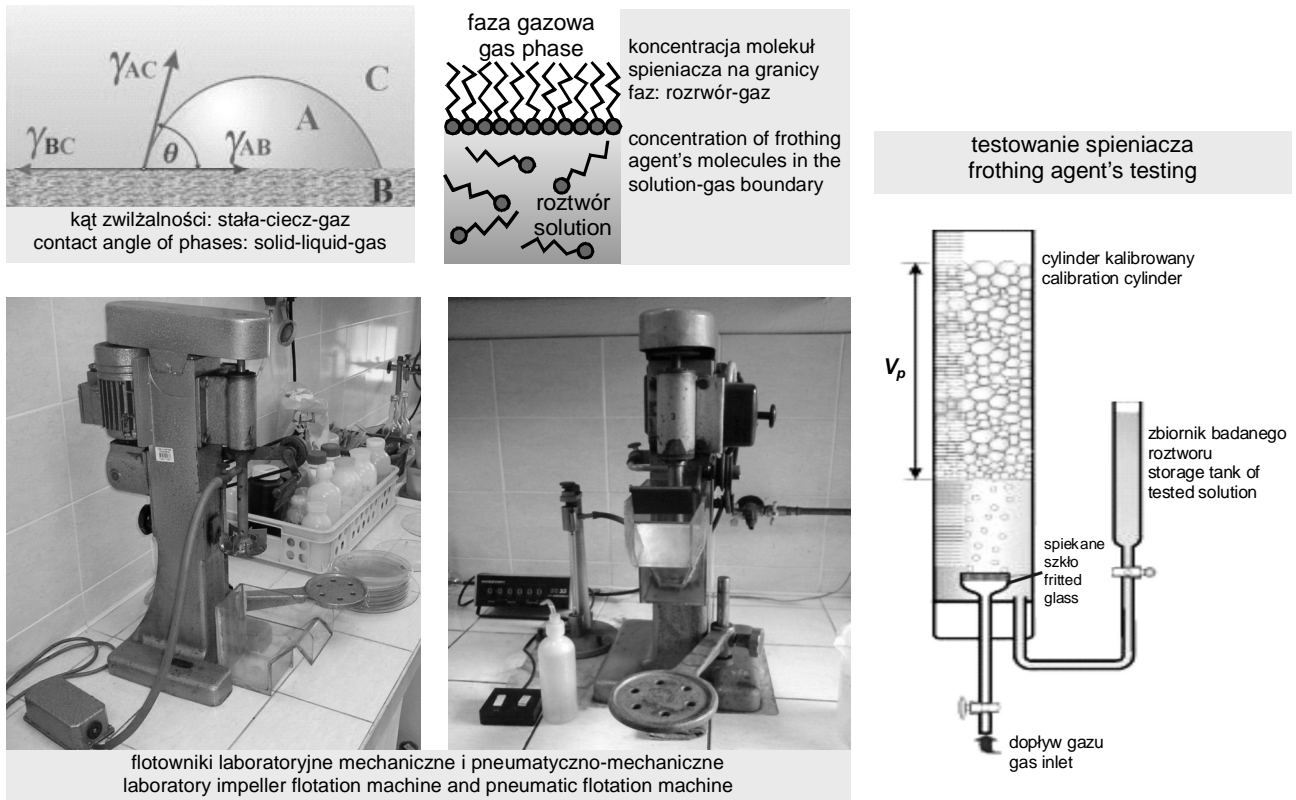 γAC
C
A
γBC
θ
γAB
B
kąt zwilżalności: stała-ciecz-gaz
contact angle of phases: solid-liquid-gas
faza gazowa
gas phase
roztwór
solution
koncentracja molekuł
spieniacza na granicy
faz: rozrwór-gaz
concentration of frothing
agent's molecules in the
solution-gas boundary
testowanie spieniacza
frothing agent's testing
cylinder kalibrowany
calibration cylinder
Vp
zbiornik badanego
roztworu
storage tank of
tested solution
spiekane
szkło
fritted
glass
dopływ gazu
gas inlet
flotowniki laboratoryjne mechaniczne i pneumatyczno-mechaniczne
laboratory impeller flotation machine and pneumatic flotation machine